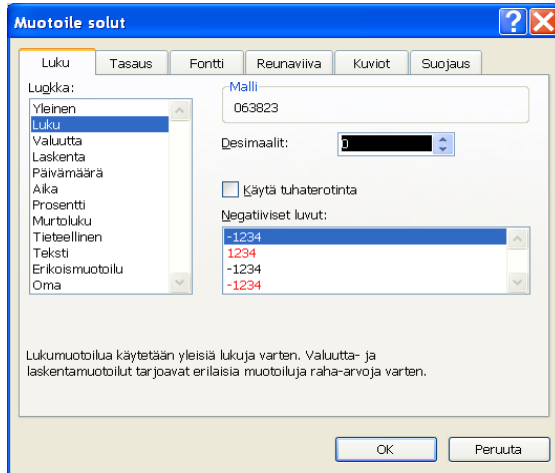 Muotoile solut
Luku Tasaus Fontti Reunaviiva Kuviot Suojaus
Luokka:
Yleinen
Luku
Valuutta
Laskenta
Päivämäärä
Aika
Prosentti
Murtoluku
Tieteellinen
Teksti
Erikoismuotoilu
Oma
Malli
063823
Desimaalit: 0
Käytä tuhaterotinta
Negatiiviset luvut:
-1234
1234
-1234
-1234
Lukumuotoilua käytetään yleisiä lukuja varten. Valuutta- ja
laskentamuotoilut tarjoavat erilaisia muotoiluja raha-arvoja varten.
OK Peruuta